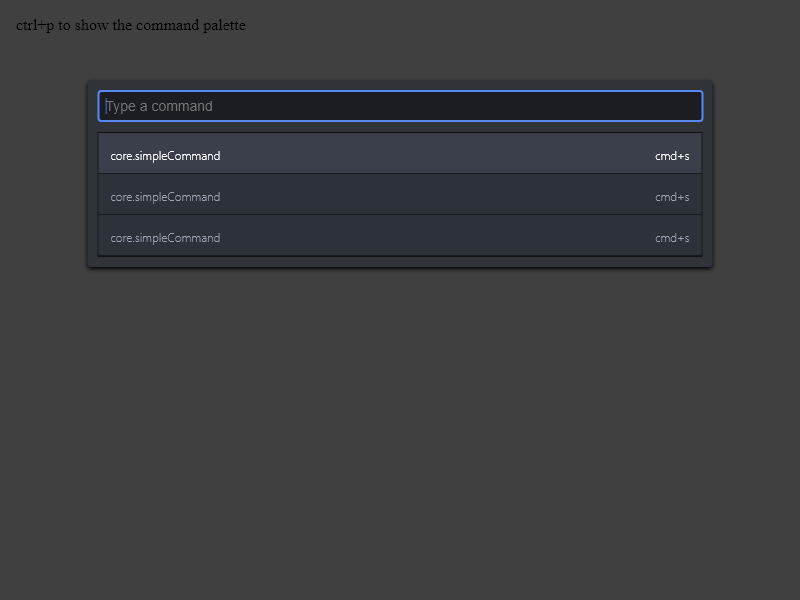 ctrl+p to show the command palette
Type a command
core.simpleCommand cmd+s
core.simpleCommand cmd+s
core.simpleCommand cmd+s